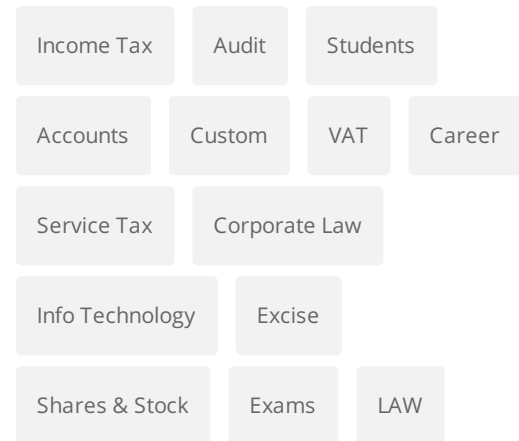 Income Tax Audit Students
Accounts Custom VAT Career
Service Tax Corporate Law
Info Technology Excise
Shares & Stock Exams LAW